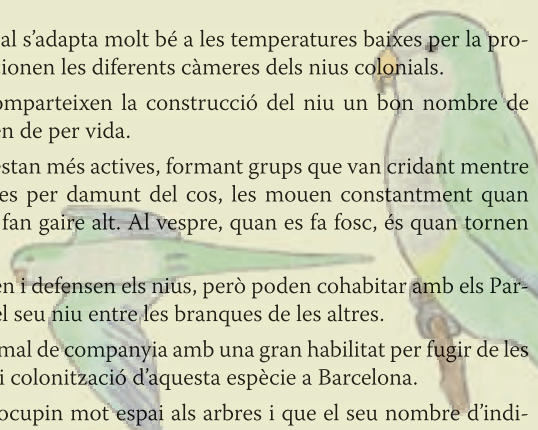 al s’adapta molt bé a les temperatures baixes per la pro-
cionen les diferents càmeres dels nius colonials.
omparteixen la construcció del niu un bon nombre de
en de per vida.
estan més actives, formant grups que van cridant mentre
es per damunt del cos, les mouen constantment quan
fan gaire alt. Al vespre, quan es fa fosc, és quan tornen
en i defensen els nius, però poden cohabitar amb els Par-
el seu niu entre les branques de les altres.
mal de companyia amb una gran habilitat per fugir de les
i colonització d’aquesta espècie a Barcelona.
ocupin mot espai als arbres i que el seu nombre d’indi-